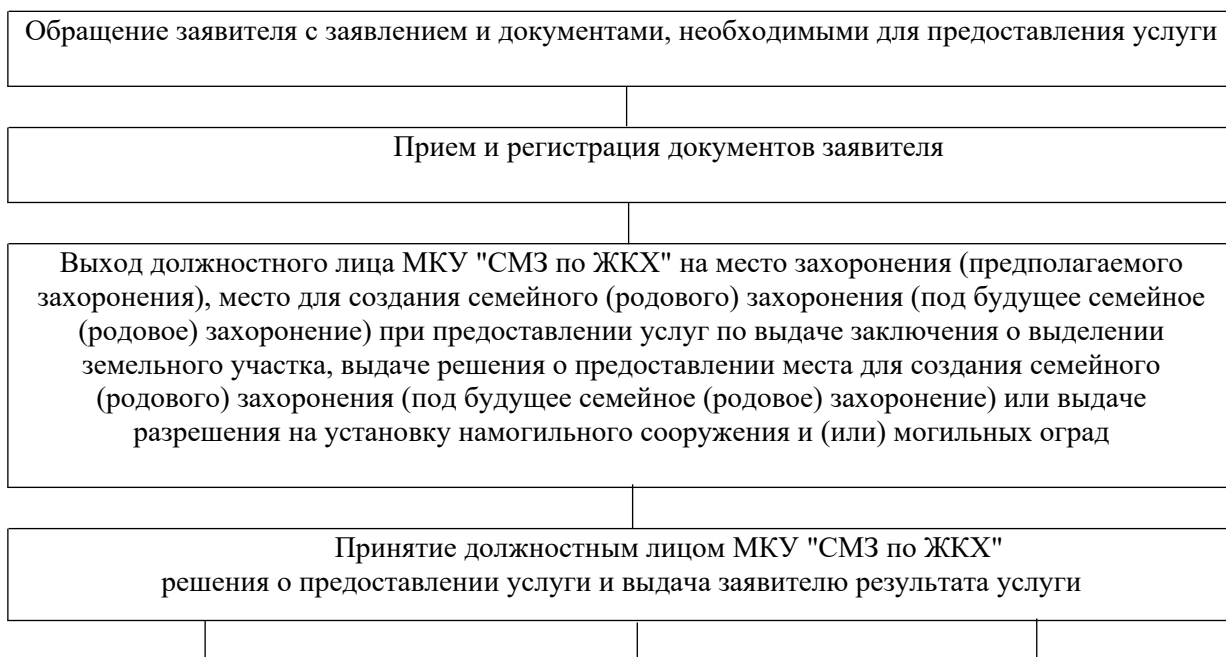 Обращение заявителя с заявлением и документами, необходимыми для предоставления услуги
Прием и регистрация документов заявителя
Выход должностного лица МКУ "СМЗ по ЖКХ" на место захоронения (предполагаемого
захоронения), место для создания семейного (родового) захоронения (под будущее семейное
(родовое) захоронение) при предоставлении услуг по выдаче заключения о выделении
земельного участка, выдаче решения о предоставлении места для создания семейного
(родового) захоронения (под будущее семейное (родовое) захоронение) или выдаче
разрешения на установку намогильного сооружения и (или) могильных оград
Принятие должностным лицом МКУ "СМЗ по ЖКХ"
решения о предоставлении услуги и выдача заявителю результата услуги